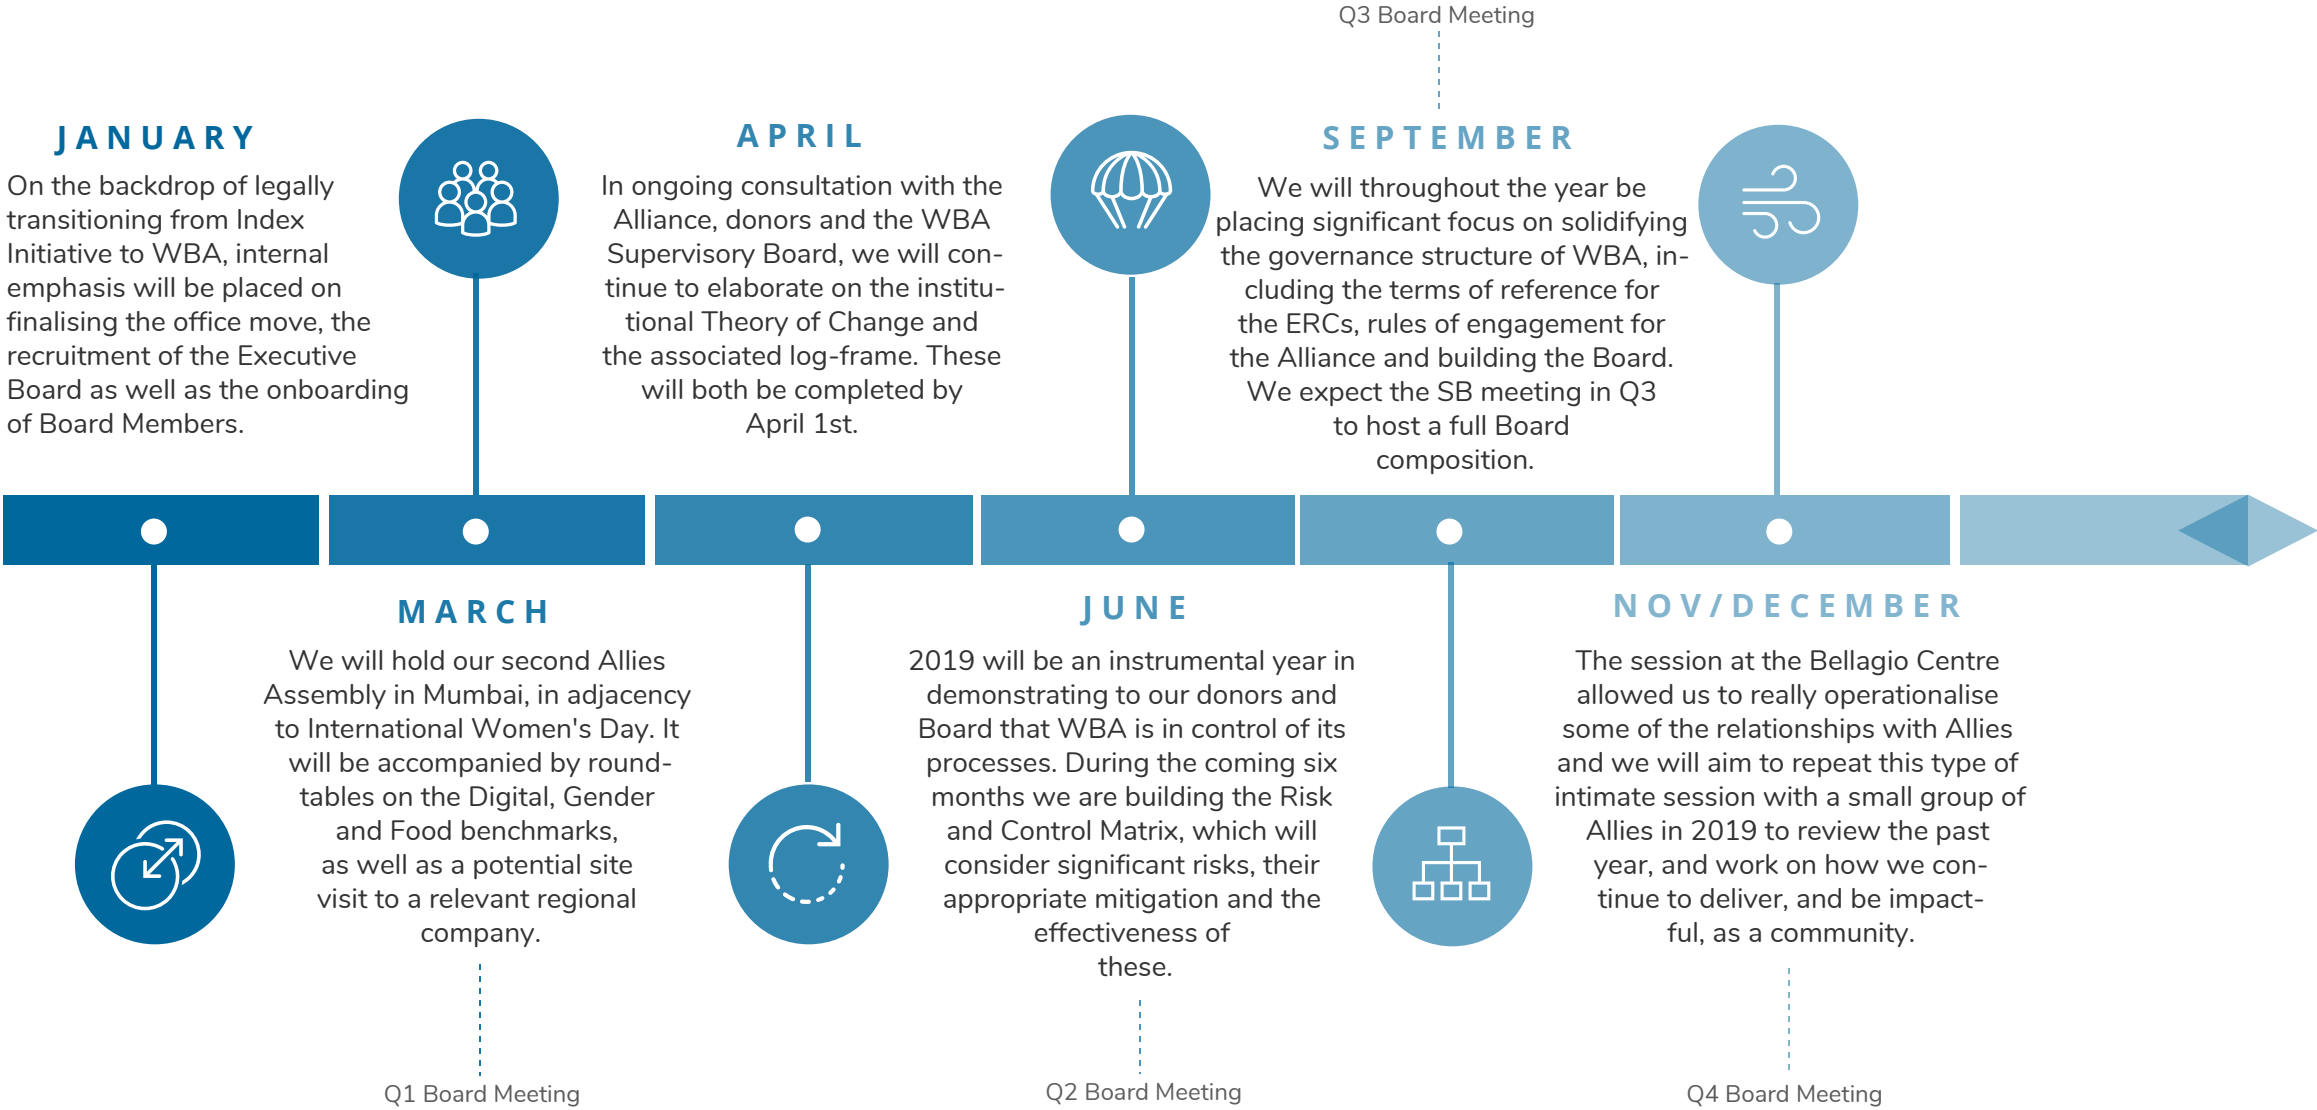 JANUARY
On the backdrop of legally
transitioning from Index
Initiative to WBA, internal
emphasis will be placed on
finalising the office move, the
recruitment of the Executive
Board as well as the onboarding
of Board Members.
MARCH
We will hold our second Allies
Assembly in Mumbai, in adjacency
to International Women's Day. It
will be accompanied by round-
tables on the Digital, Gender
and Food benchmarks,
as well as a potential site
visit to a relevant regional
company.
Q1 Board Meeting
APRIL
In ongoing consultation with the
Alliance, donors and the WBA
Supervisory Board, we will con-
tinue to elaborate on the institu-
tional Theory of Change and
the associated log-frame. These
will both be completed by
April 1st.
JUNE
2019 will be an instrumental year in
demonstrating to our donors and
Board that WBA is in control of its
processes. During the coming six
months we are building the Risk
and Control Matrix, which will
consider significant risks, their
appropriate mitigation and the
effectiveness of
these.
Q2 Board Meeting
Q3 Board Meeting
SEPTEMBER
We will throughout the year be
placing significant focus on solidifying
the governance structure of WBA, in-
cluding the terms of reference for
the ERCs, rules of engagement for
the Alliance and building the Board.
We expect the SB meeting in Q3
to host a full Board
composition.
NOV/DECEMBER
The session at the Bellagio Centre
allowed us to really operationalise
some of the relationships with Allies
and we will aim to repeat this type of
intimate session with a small group of
Allies in 2019 to review the past
year, and work on how we con-
tinue to deliver, and be impact-
ful, as a community.
Q4 Board Meeting